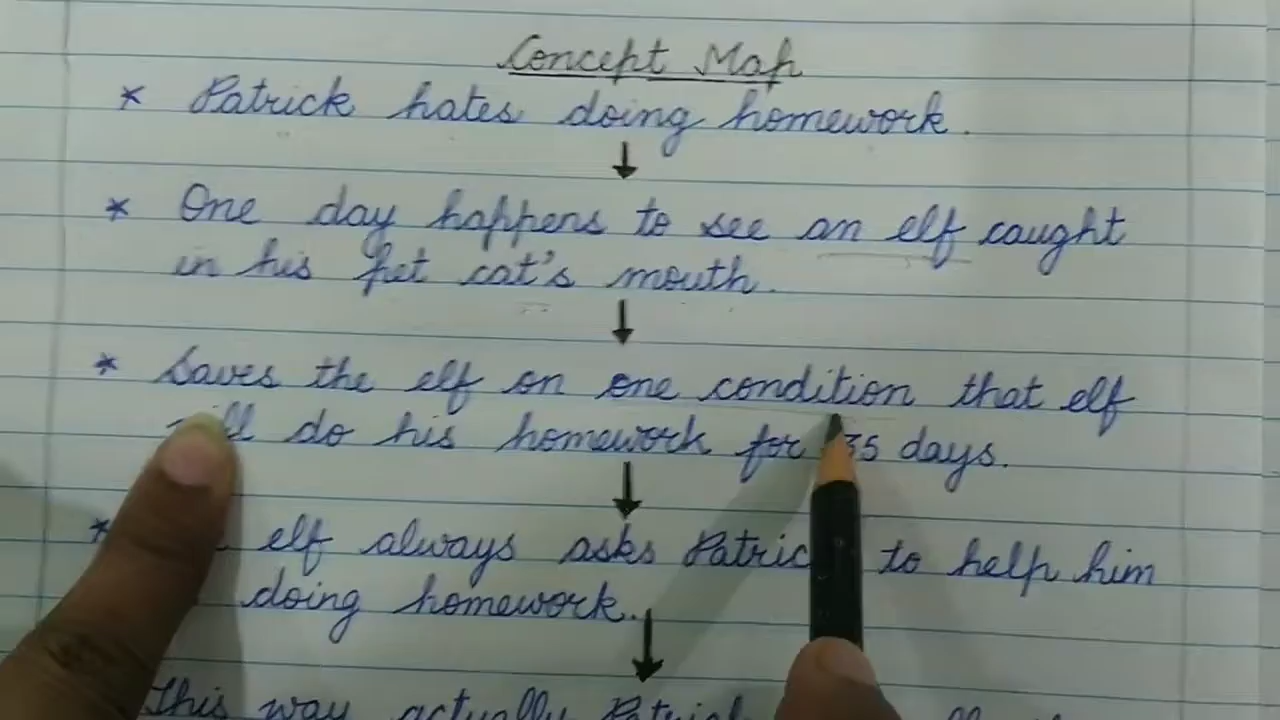 Concept Map
* Patrick hates doing homework.
* One day happens to see an elf caught
in his pet cat's mouth.
* Saves the elf on one condition that elf
do his homework for 35 days.
* elf always asks to help him
doing homework.
This way actually